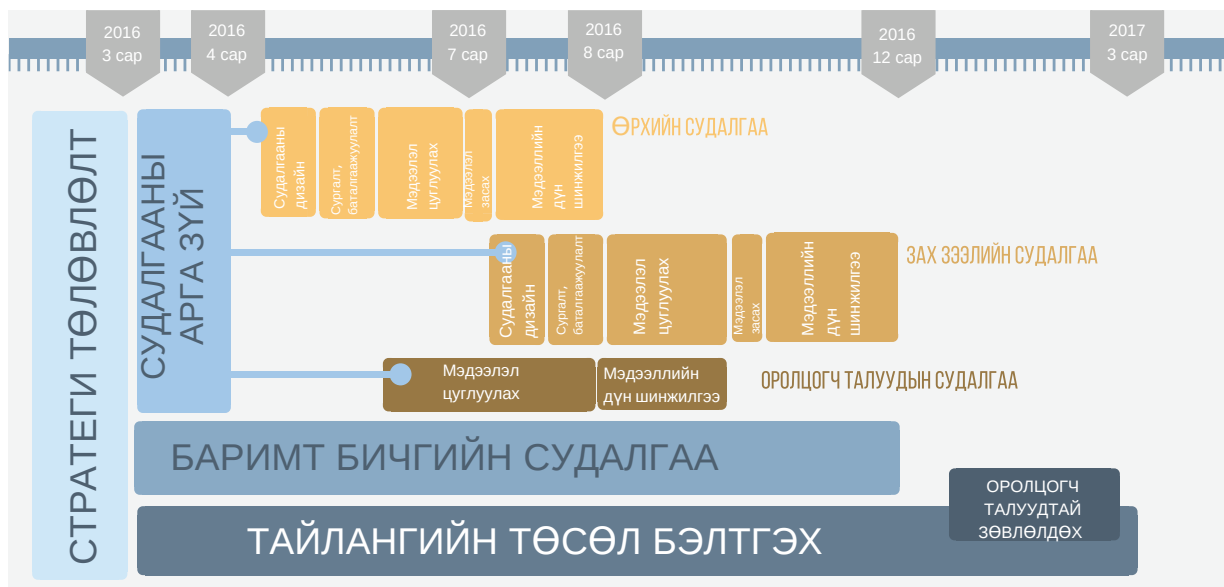 2016
3 сар
2016
4 сар
2016
7 сар
2016
8 сар
2016
12 сар
2017
3 сар
СТРАТЕГИ ТӨЛӨВЛӨЛТ
СУДАЛГААНЫ
АРГА ЗҮЙ
Судалгааны
дизайн
Сургалт,
баталгаажуулалт
Мэдээлэл
цуглуулах
Мэдээлэл
засах
Мэдээллийн
дүн
шинжилгээ
ӨРХИЙН СУДАЛГАА
Судалгааны
дизайн
Сургалт,
баталгаажуулалт
Мэдээлэл
цуглуулах
Мэдээлэл
засах
Мэдээллийн
дүн
шинжилгээ
ЗАХ ЗЭЭЛИЙН СУДАЛГАА
Мэдээлэл
цуглуулах
Мэдээллийн
дүн шинжилгээ
ОРОЛЦОГЧ ТАЛУУДЫН СУДАЛГАА
БАРИМТ БИЧГИЙН СУДАЛГАА
ОРОЛЦОГЧ
ТАЛУУДТАЙ
ЗӨВЛӨЛДӨХ
ТАЙЛАНГИЙН ТӨСӨЛ БЭЛТГЭХ